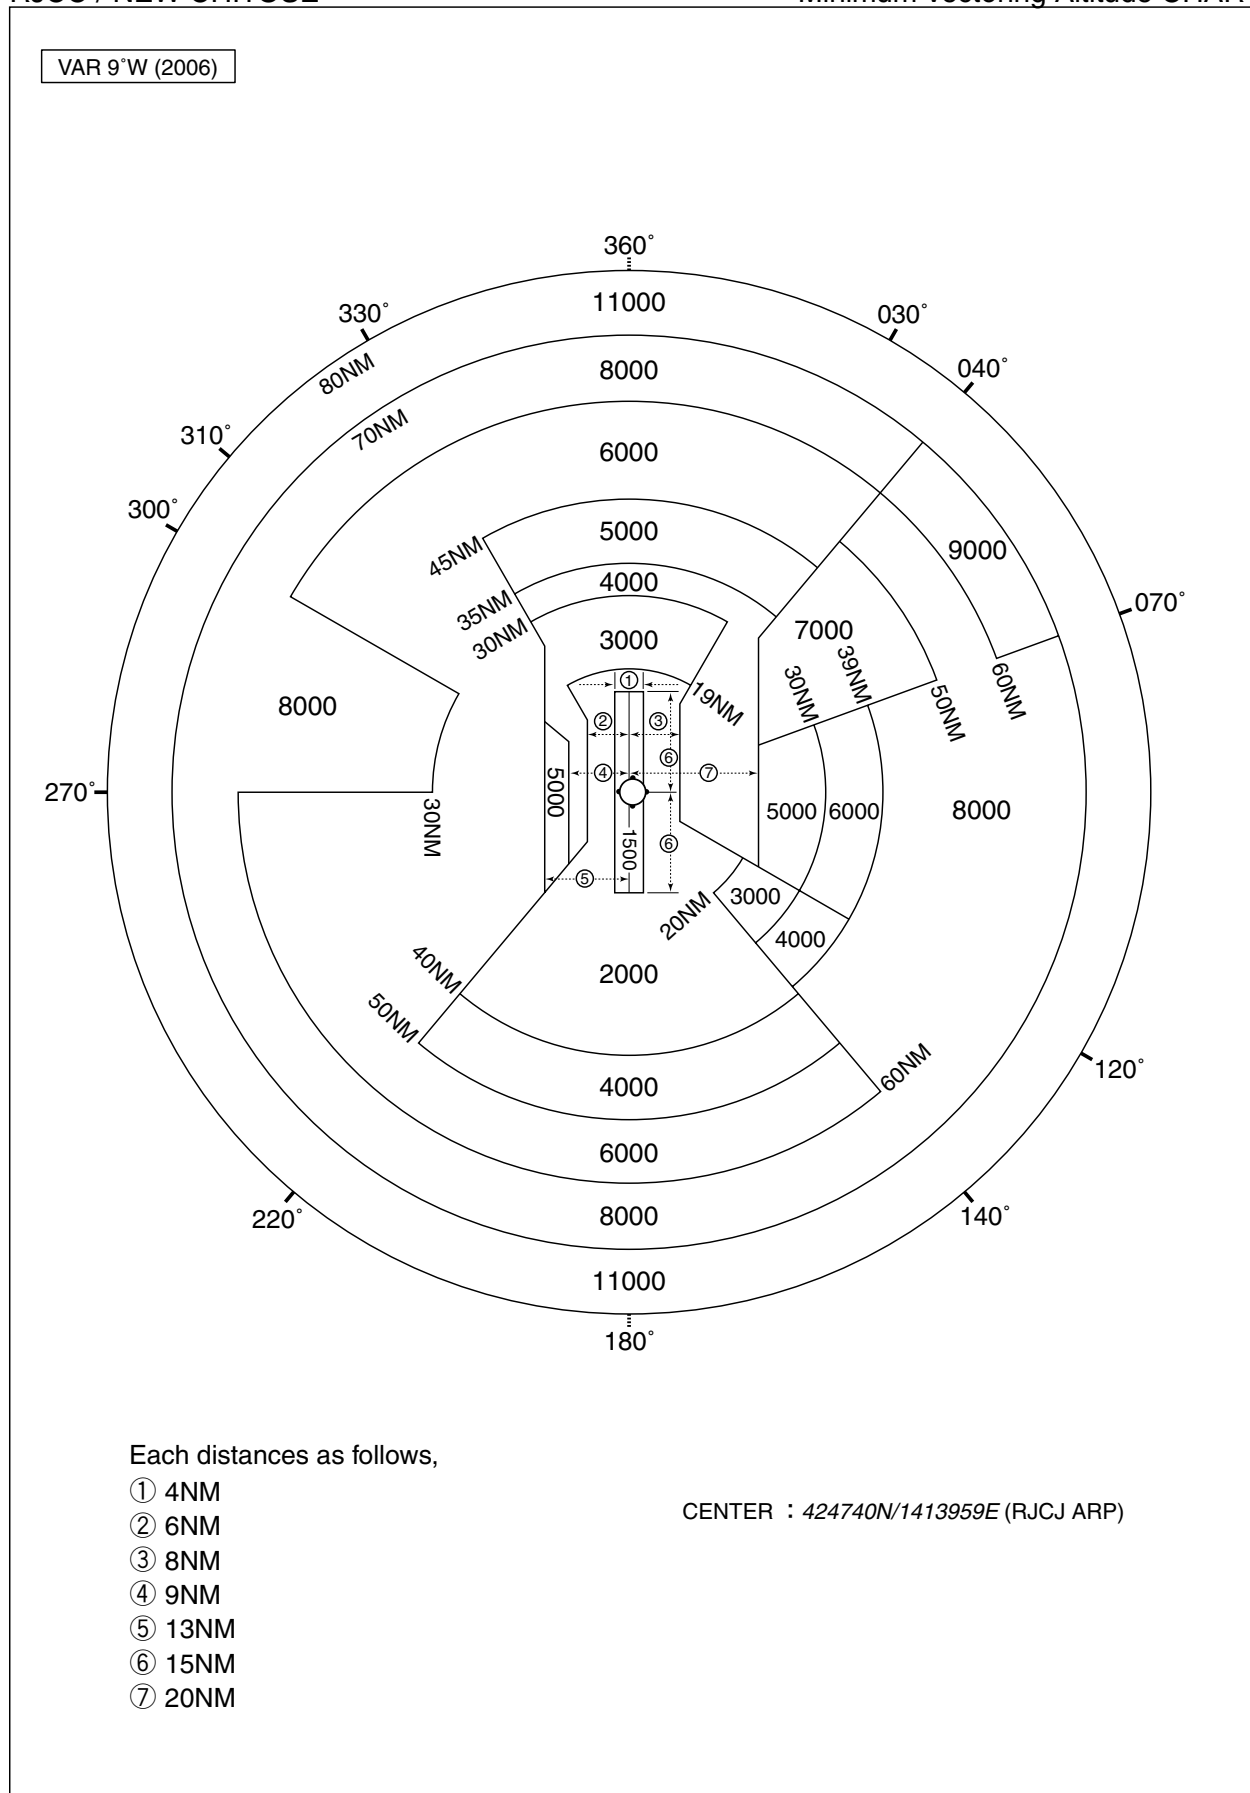 VAR 9˚W (2006)
360˚
11000
330˚
030˚
80NM
8000
040˚
70NM
310˚
6000
300˚
45NM
5000
9000
35NM
4000
070˚
30NM
3000
7000
39NM
①
19NM
30NM
50NM
60NM
8000
②
③
⑥
270˚
5000
④
⑦
30NM
1500
5000
6000
8000
⑥
⑤
20NM
3000
40NM
4000
2000
50NM
60NM
120˚
4000
6000
220˚
8000
140˚
11000
180˚
Each distances as follows,
① 4NM
② 6NM
③ 8NM
④ 9NM
⑤ 13NM
⑥ 15NM
⑦ 20NM
CENTER : 424740N/1413959E (RJCJ ARP)